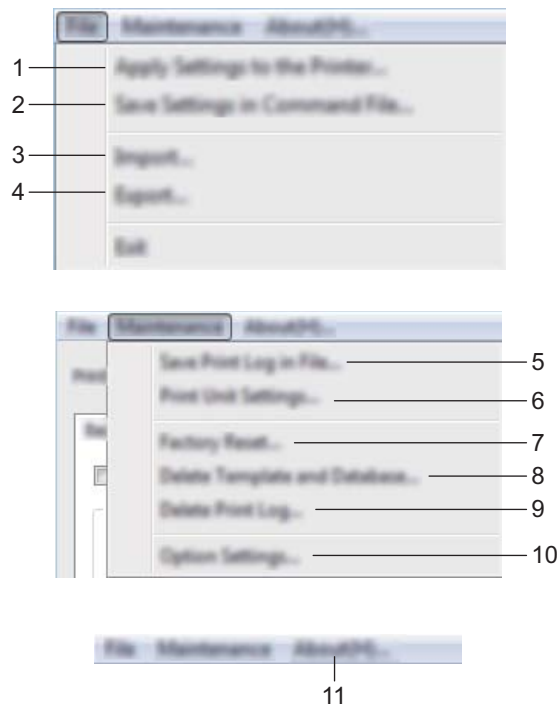 File Maintenance About(H)...
1 Apply Settings to the Printer...
2 Save Settings in Command File...
3 Import...
4 Export...
Exit
File Maintenance About(H)...
Save Print Log in File... 5
Print Unit Settings... 6
Factory Reset... 7
Delete Template and Database... 8
Delete Print Log... 9
Option Settings... 10
File Maintenance About(H)...
11